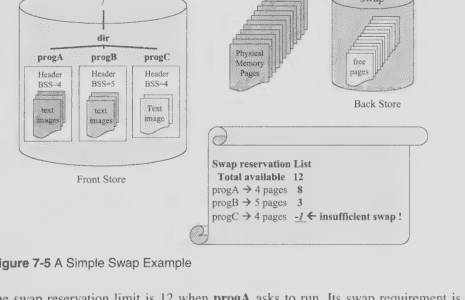 /
swap
dir
progA progB progC
Header
BSS=4
Header
BSS=5
Header
BSS=4
text
images
text
images
Text
image
Physical
Memory
Pages
free
pages
Back Store
Front Store
Swap reservation List
Total available 12
progA → 4 pages 8
progB → 5 pages 3
progC → 4 pages -1 ← insufficient swap !
igure 7-5 A Simple Swap Example
he swap reservation limit is 12 when progA asks to run. Its swap requirement is